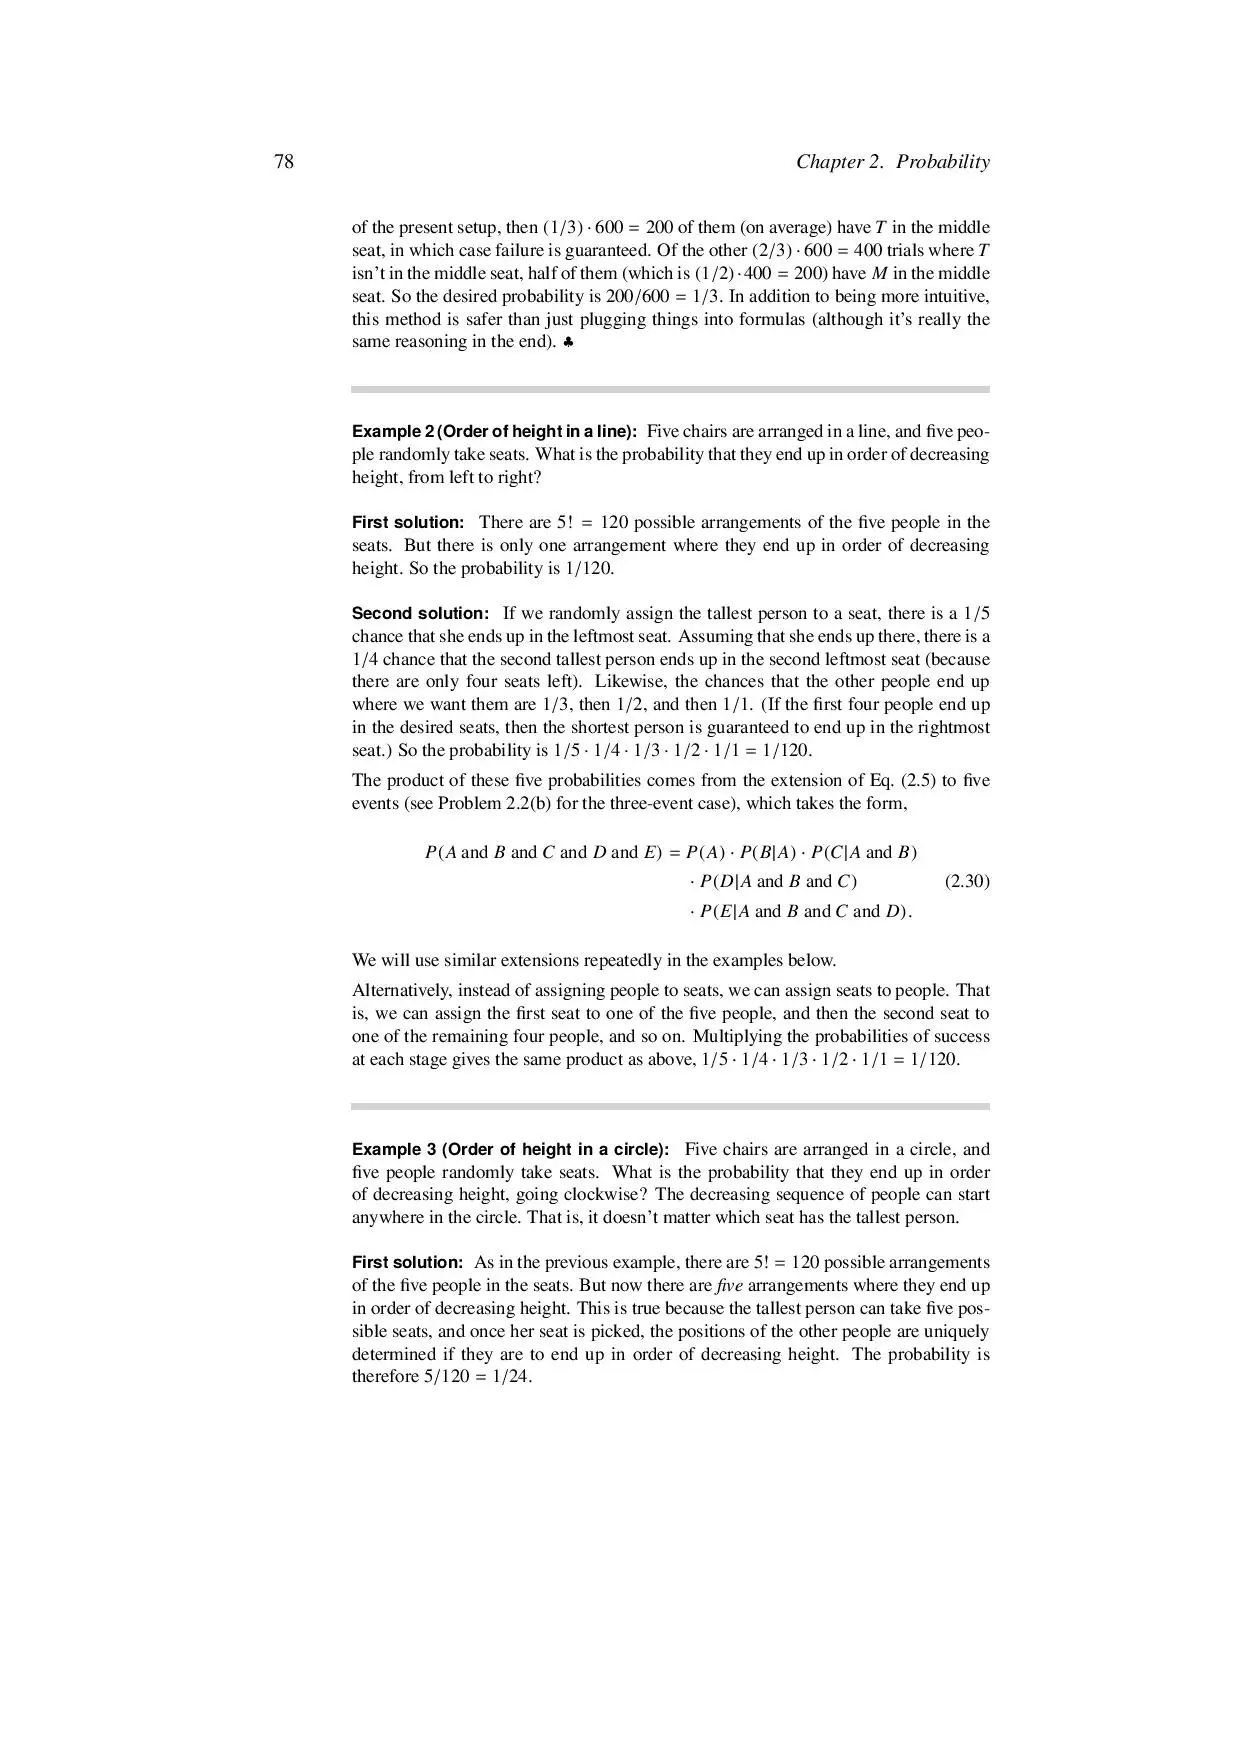 78 Chapter 2. Probability
of the present setup, then (1/3) · 600 = 200 of them (on average) have T in the middle
seat, in which case failure is guaranteed. Of the other (2/3) · 600 = 400 trials where T
isn't in the middle seat, half of them (which is (1/2) · 400 = 200) have M in the middle
seat. So the desired probability is 200/600 = 1/3. In addition to being more intuitive,
this method is safer than just plugging things into formulas (although it's really the
same reasoning in the end). ♣
Example 2 (Order of height in a line): Five chairs are arranged in a line, and five peo-
ple randomly take seats. What is the probability that they end up in order of decreasing
height, from left to right?
First solution: There are 5! = 120 possible arrangements of the five people in the
seats. But there is only one arrangement where they end up in order of decreasing
height. So the probability is 1/120.
Second solution: If we randomly assign the tallest person to a seat, there is a 1/5
chance that she ends up in the leftmost seat. Assuming that she ends up there, there is a
1/4 chance that the second tallest person ends up in the second leftmost seat (because
there are only four seats left). Likewise, the chances that the other people end up
where we want them are 1/3, then 1/2, and then 1/1. (If the first four people end up
in the desired seats, then the shortest person is guaranteed to end up in the rightmost
seat.) So the probability is 1/5 · 1/4 · 1/3 · 1/2 · 1/1 = 1/120.
The product of these five probabilities comes from the extension of Eq. (2.5) to five
events (see Problem 2.2(b) for the three-event case), which takes the form,
P(A and B and C and D and E) = P(A) · P(B|A) · P(C|A and B)
· P(D|A and B and C) (2.30)
· P(E|A and B and C and D).
We will use similar extensions repeatedly in the examples below.
Alternatively, instead of assigning people to seats, we can assign seats to people. That
is, we can assign the first seat to one of the five people, and then the second seat to
one of the remaining four people, and so on. Multiplying the probabilities of success
at each stage gives the same product as above, 1/5 · 1/4 · 1/3 · 1/2 · 1/1 = 1/120.
Example 3 (Order of height in a circle): Five chairs are arranged in a circle, and
five people randomly take seats. What is the probability that they end up in order
of decreasing height, going clockwise? The decreasing sequence of people can start
anywhere in the circle. That is, it doesn't matter which seat has the tallest person.
First solution: As in the previous example, there are 5! = 120 possible arrangements
of the five people in the seats. But now there are five arrangements where they end up
in order of decreasing height. This is true because the tallest person can take five pos-
sible seats, and once her seat is picked, the positions of the other people are uniquely
determined if they are to end up in order of decreasing height. The probability is
therefore 5/120 = 1/24.